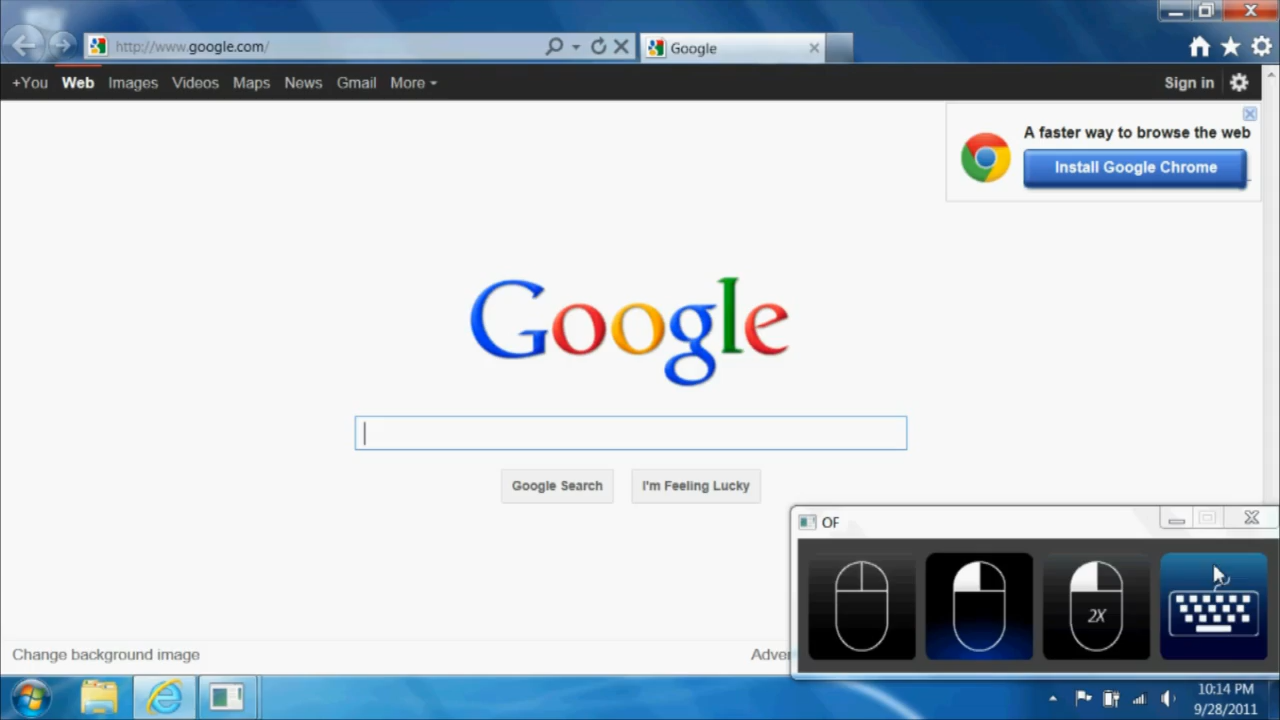 http://www.google.com/
Google
+You Web Images Videos Maps News Gmail More
Sign in
A faster way to browse the web
Install Google Chrome
Google
Google Search
I'm Feeling Lucky
OF
2X
Change background image
10:14 PM
9/28/2011